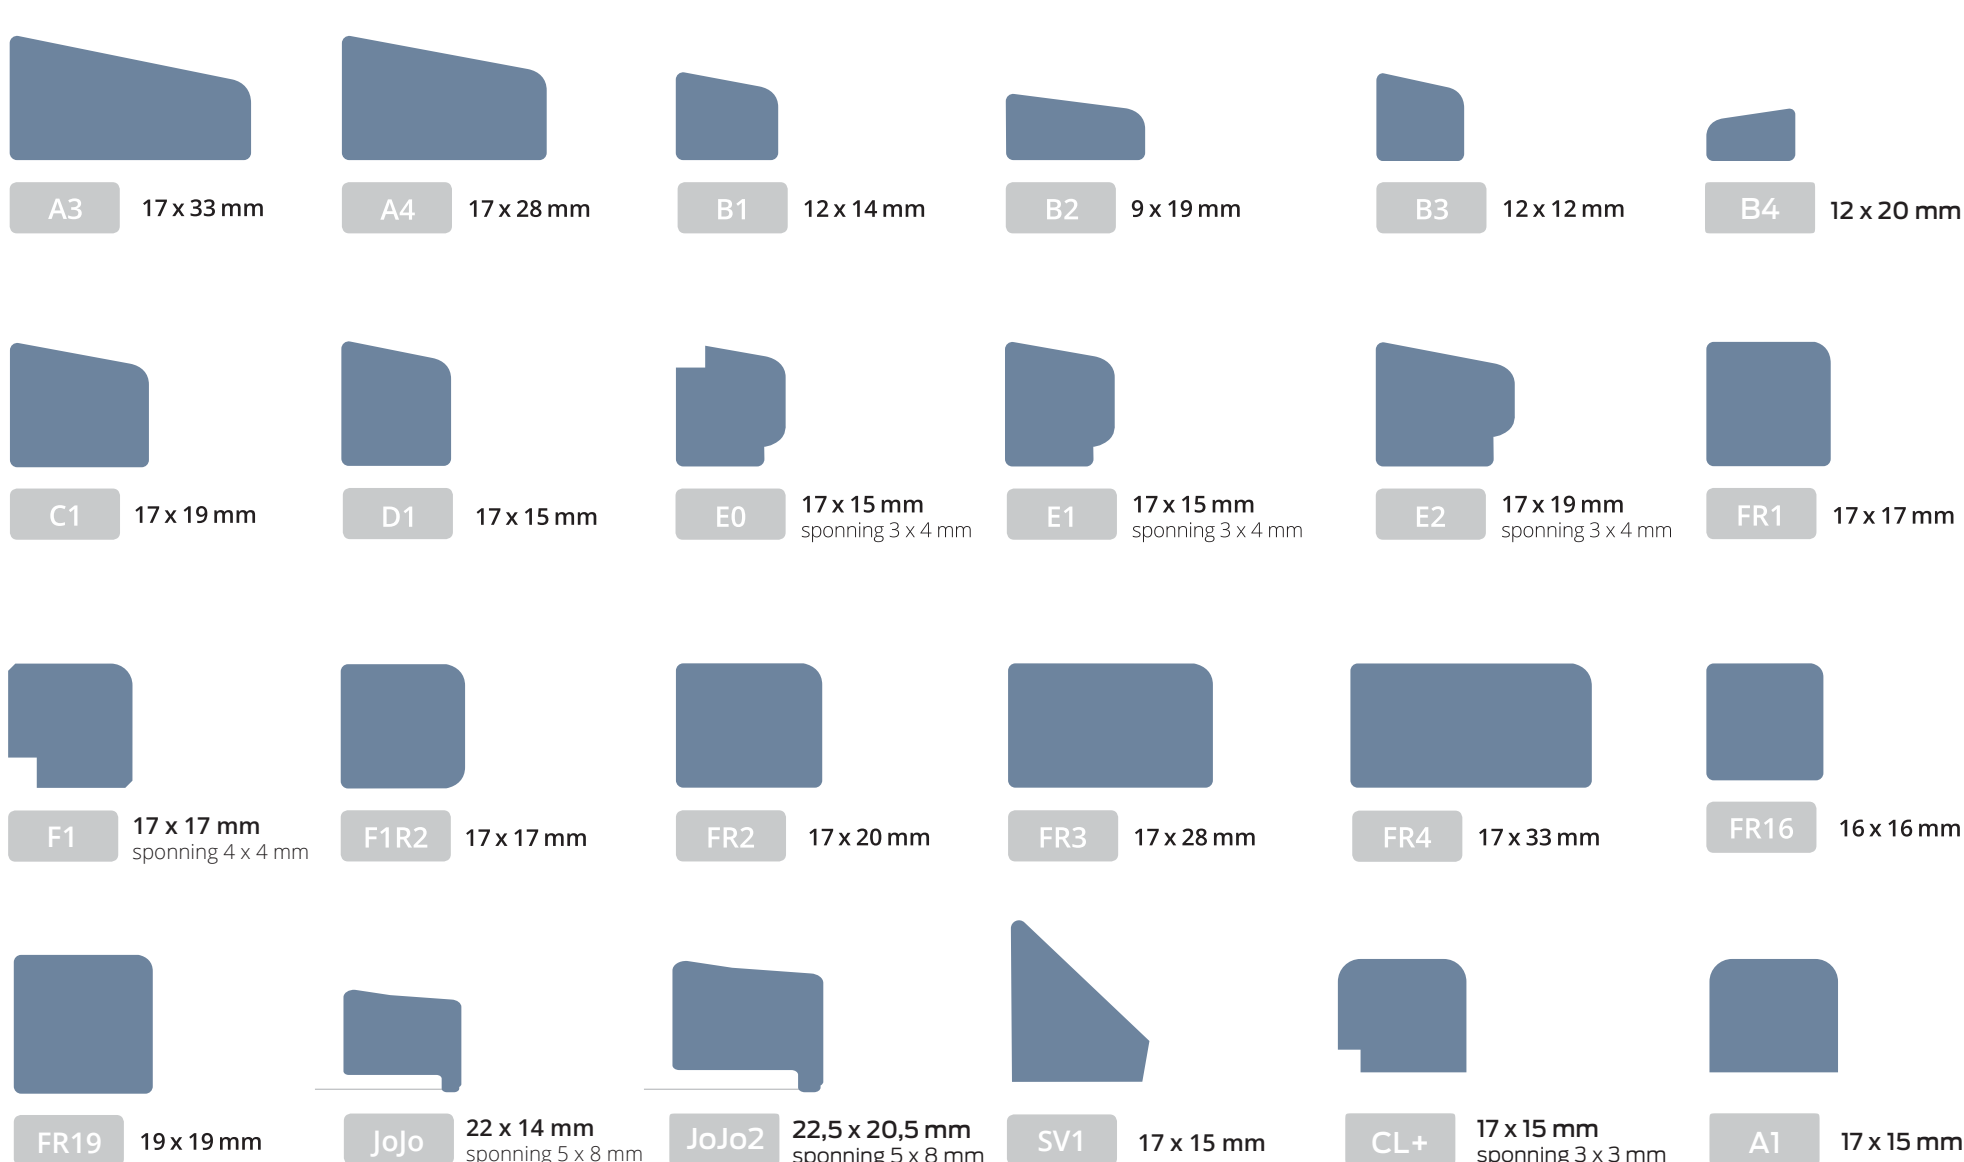 A3 17 x 33 mm
A4 17 x 28 mm
B1 12 x 14 mm
B2 9 x 19 mm
B3 12 x 12 mm
B4 12 x 20 mm
C1 17 x 19 mm
D1 17 x 15 mm
E0 17 x 15 mm
sponning 3 x 4 mm
E1 17 x 15 mm
sponning 3 x 4 mm
E2 17 x 19 mm
sponning 3 x 4 mm
FR1 17 x 17 mm
F1 17 x 17 mm
sponning 4 x 4 mm
F1R2 17 x 17 mm
FR2 17 x 20 mm
FR3 17 x 28 mm
FR4 17 x 33 mm
FR16 16 x 16 mm
FR19 19 x 19 mm
JoJo 22 x 14 mm
sponning 5 x 8 mm
JoJo2 22,5 x 20,5 mm
sponning 5 x 8 mm
SV1 17 x 15 mm
CL+ 17 x 15 mm
sponning 3 x 3 mm
A1 17 x 15 mm